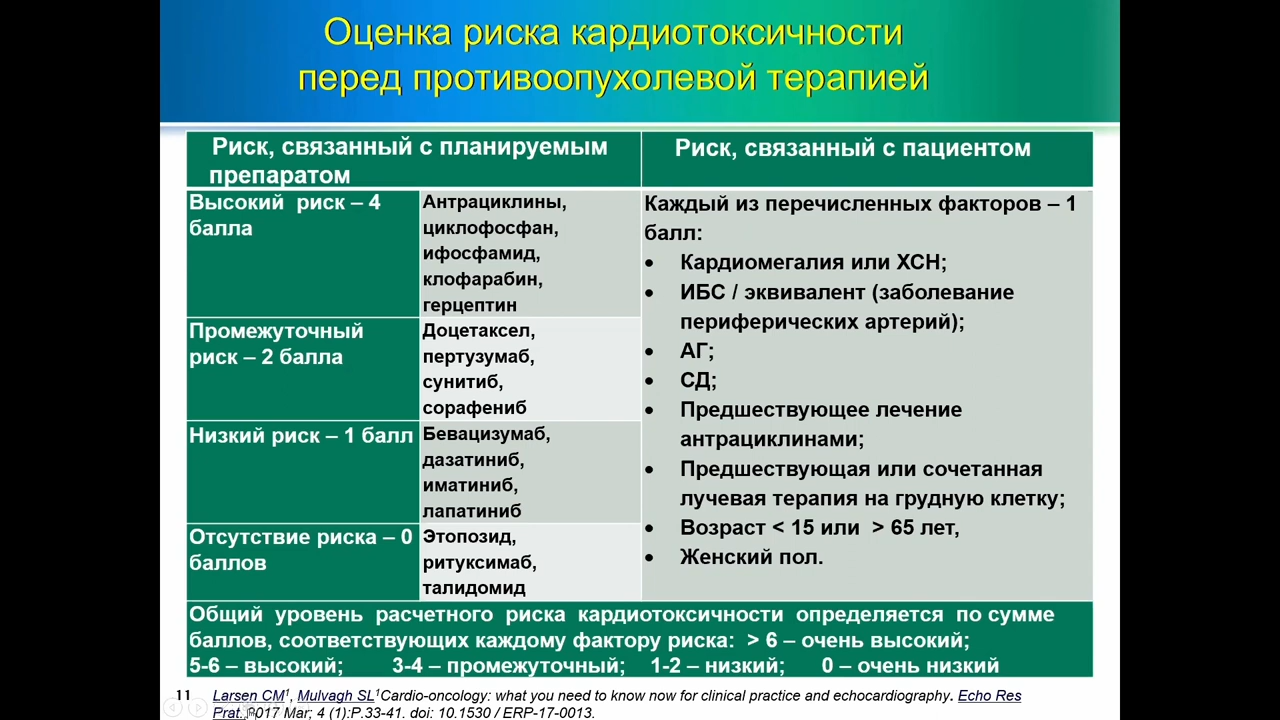 Оценка риска кардиотоксичности
перед противоопухолевой терапией
Риск, связанный с планируемым
препаратом
Риск, связанный с пациентом
Высокий риск – 4
балла
Антрациклины,
циклофосфан,
ифосфамид,
клофарабин,
герцептин
Промежуточный
риск – 2 балла
Доцетаксел,
пертузумаб,
сунитиб,
сорафениб
Низкий риск – 1 балл
Бевацизумаб,
дазатиниб,
иматиниб,
лапатиниб
Отсутствие риска – 0
баллов
Этопозид,
ритуксимаб,
талидомид
Каждый из перечисленных факторов – 1
балл:
• Кардиомегалия или ХСН;
• ИБС / эквивалент (заболевание
периферических артерий);
• АГ;
• СД;
• Предшествующее лечение
антрациклинами;
• Предшествующая или сочетанная
лучевая терапия на грудную клетку;
• Возраст < 15 или > 65 лет,
• Женский пол.
Общий уровень расчетного риска кардиотоксичности определяется по сумме
баллов, соответствующих каждому фактору риска: > 6 – очень высокий;
5-6 – высокий; 3-4 – промежуточный; 1-2 – низкий; 0 – очень низкий
11
Larsen CM1, Mulvagh SL1Cardio-oncology: what you need to know now for clinical practice and echocardiography. Echo Res
Prat. 2017 Mar; 4 (1):P.33-41. doi: 10.1530 / ERP-17-0013.